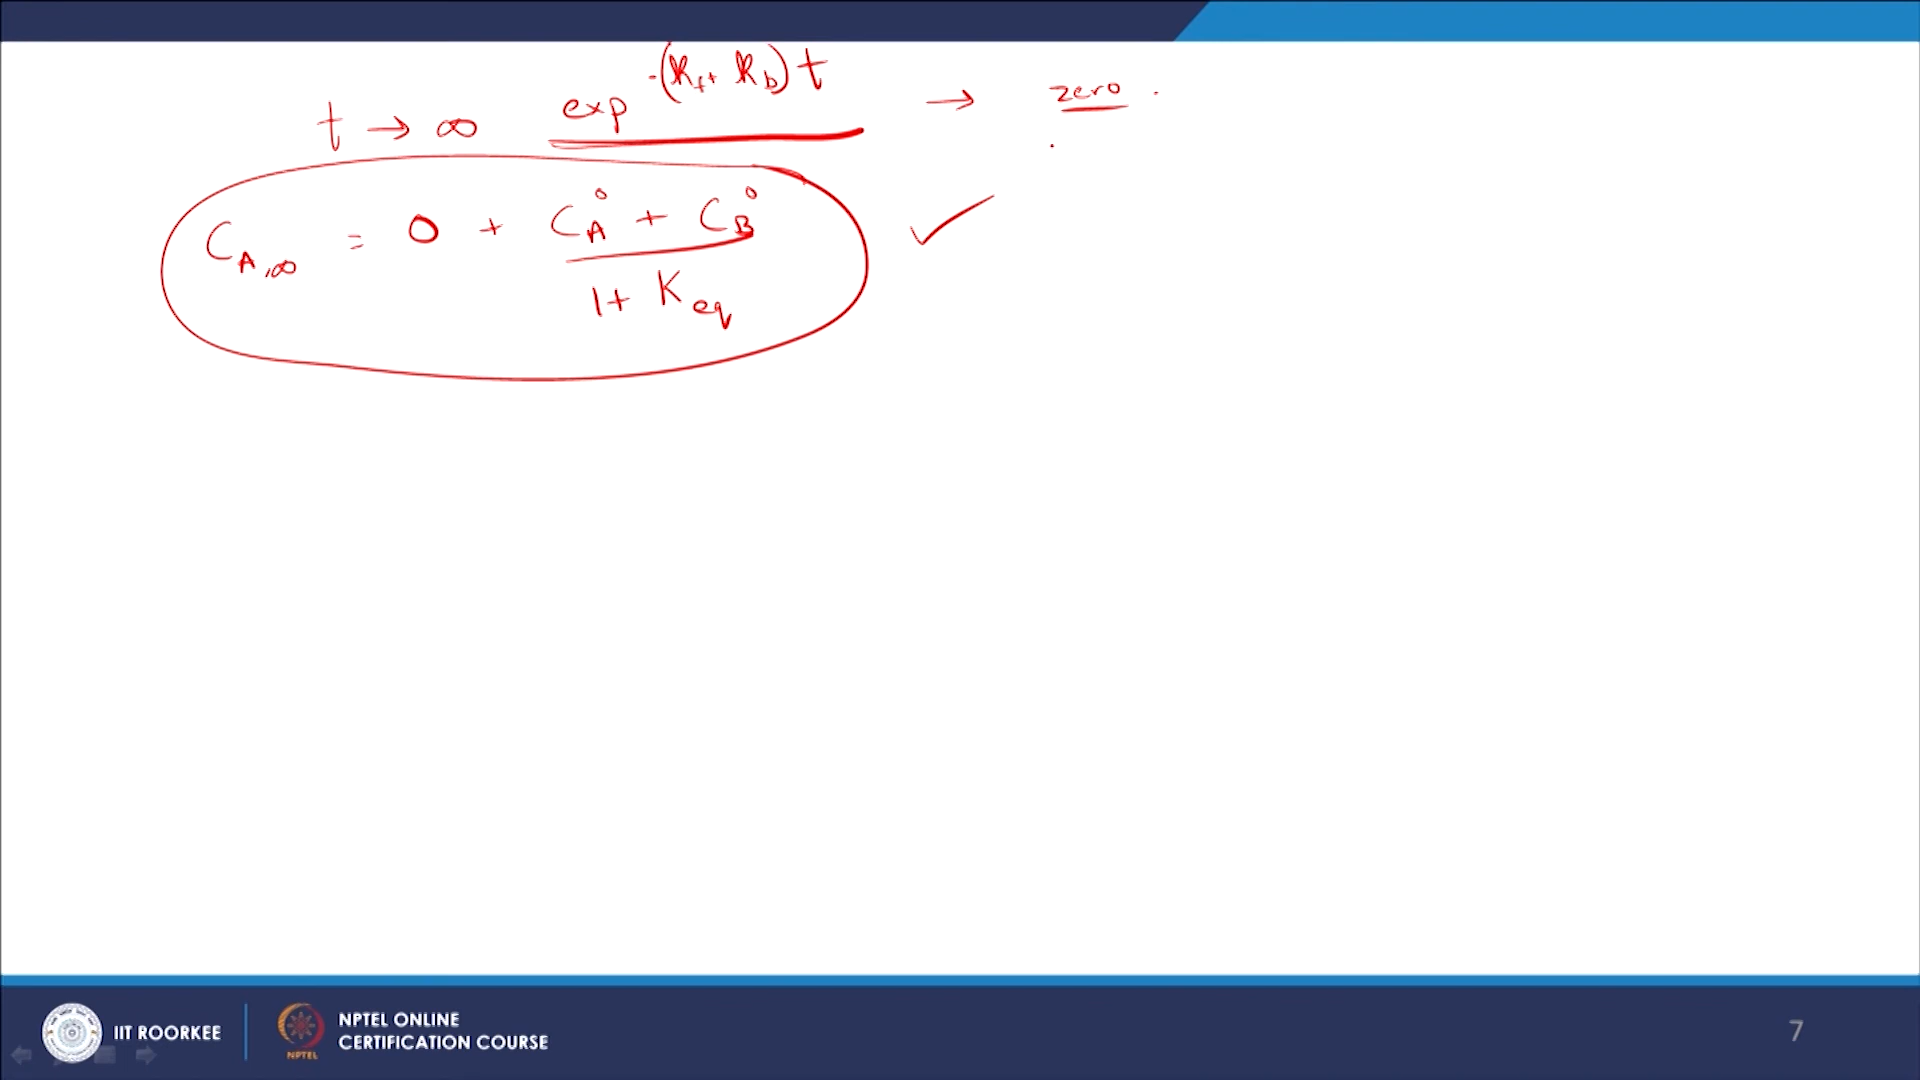 t → ∞ exp -(k_f + k_b) t → zero .
C_A,∞ = 0 + (C_A^0 + C_B^0) / (1 + K_eq) ✓
IIT ROORKEE
NPTEL
NPTEL ONLINE
CERTIFICATION COURSE
7